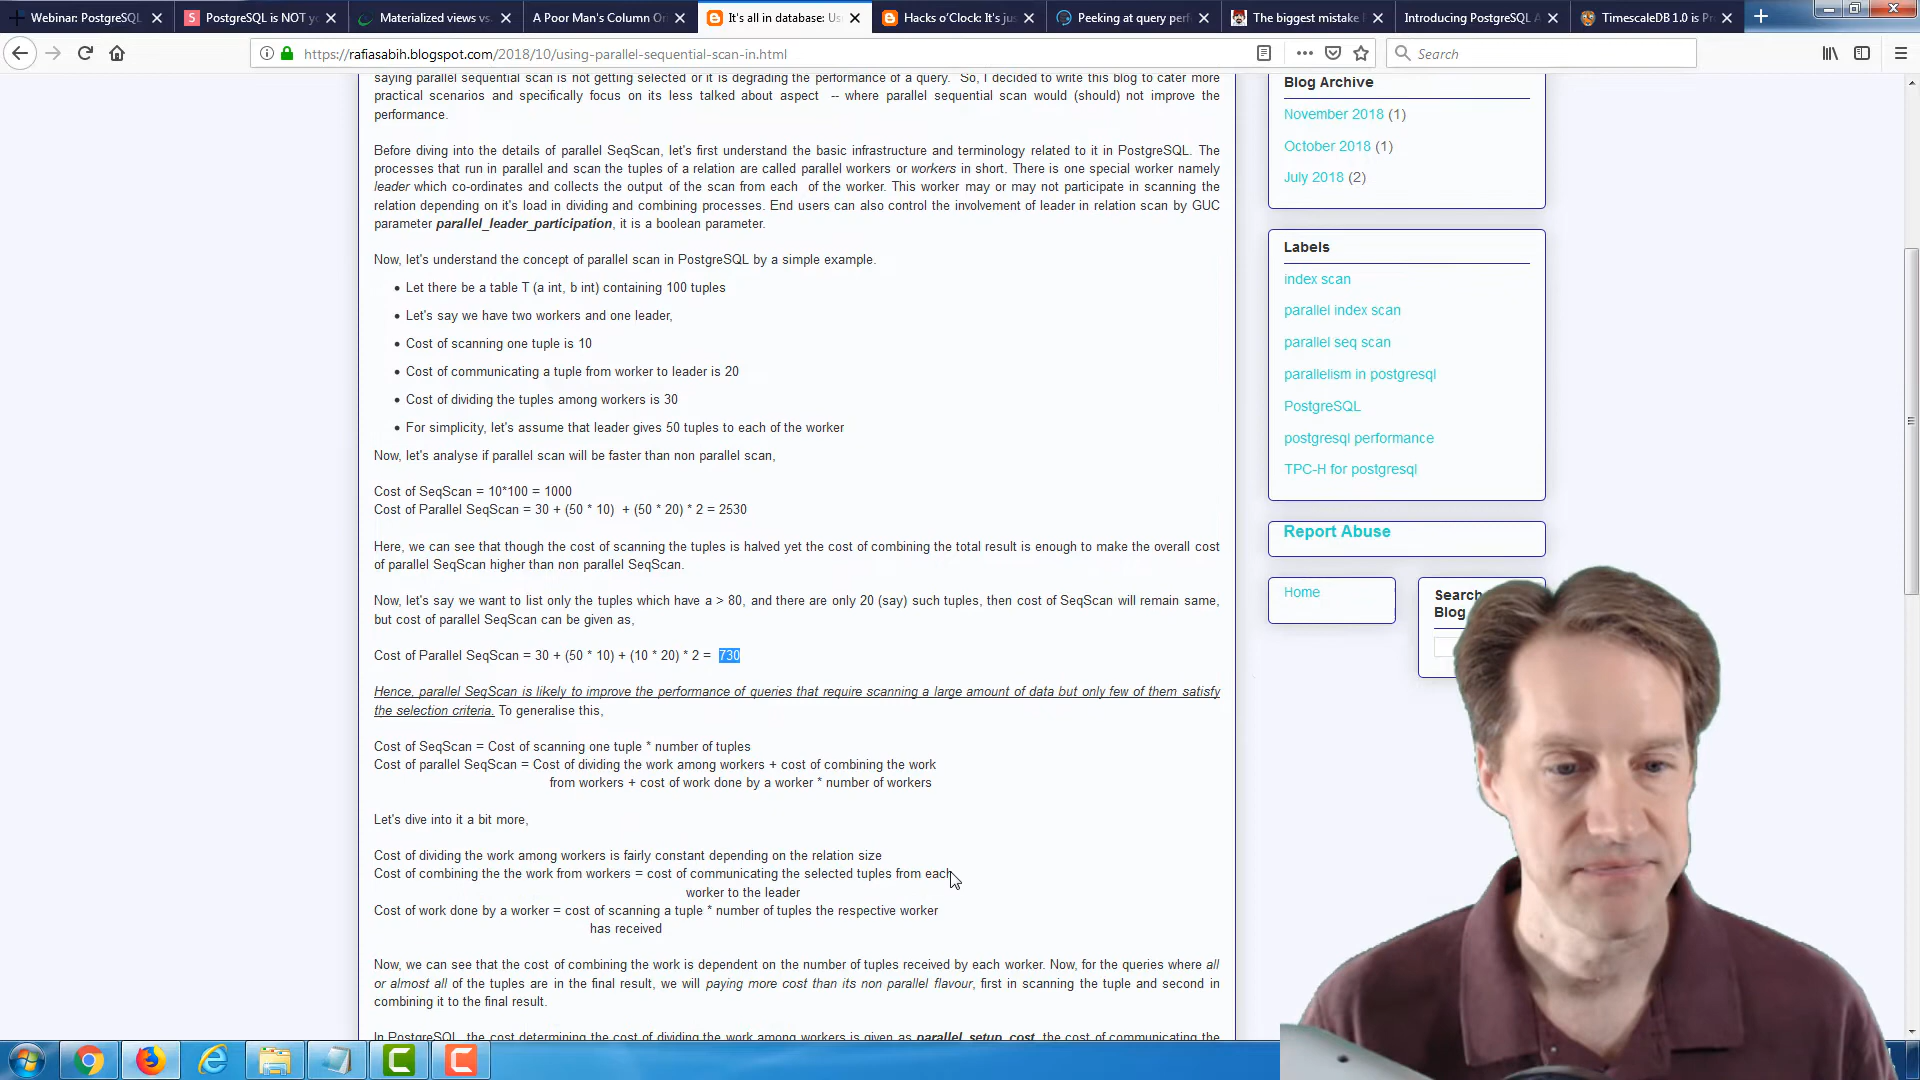 Webinar: PostgreSQL
PostgreSQL is NOT yo
Materialized views vs.
A Poor Man's Column Or
It's all in database: Us
Hacks o'Clock: It's jus
Peeking at query perf
The biggest mistake
Introducing PostgreSQL A
TimescaleDB 1.0 is Pr
https://rafiasabih.blogspot.com/2018/10/using-parallel-sequential-scan-in.html
Search
saying parallel sequential scan is not getting selected or it is degrading the performance of a query. So, I decided to write this blog to cater more
practical scenarios and specifically focus on its less talked about aspect -- where parallel sequential scan would (should) not improve the
performance.
Before diving into the details of parallel SeqScan, let's first understand the basic infrastructure and terminology related to it in PostgreSQL. The
processes that run in parallel and scan the tuples of a relation are called parallel workers or workers in short. There is one special worker namely
leader which co-ordinates and collects the output of the scan from each of the worker. This worker may or may not participate in scanning the
relation depending on it's load in dividing and combining processes. End users can also control the involvement of leader in relation scan by GUC
parameter parallel_leader_participation, it is a boolean parameter.
Now, let's understand the concept of parallel scan in PostgreSQL by a simple example.
• Let there be a table T (a int, b int) containing 100 tuples
• Let's say we have two workers and one leader,
• Cost of scanning one tuple is 10
• Cost of communicating a tuple from worker to leader is 20
• Cost of dividing the tuples among workers is 30
• For simplicity, let's assume that leader gives 50 tuples to each of the worker
Now, let's analyse if parallel scan will be faster than non parallel scan,
Cost of SeqScan = 10*100 = 1000
Cost of Parallel SeqScan = 30 + (50 * 10) + (50 * 20) * 2 = 2530
Here, we can see that though the cost of scanning the tuples is halved yet the cost of combining the total result is enough to make the overall cost
of parallel SeqScan higher than non parallel SeqScan.
Now, let's say we want to list only the tuples which have a > 80, and there are only 20 (say) such tuples, then cost of SeqScan will remain same,
but cost of parallel SeqScan can be given as,
Cost of Parallel SeqScan = 30 + (50 * 10) + (10 * 20) * 2 = 730
Hence, parallel SeqScan is likely to improve the performance of queries that require scanning a large amount of data but only few of them satisfy
the selection criteria. To generalise this,
Cost of SeqScan = Cost of scanning one tuple * number of tuples
Cost of parallel SeqScan = Cost of dividing the work among workers + cost of combining the work
from workers + cost of work done by a worker * number of workers
Let's dive into it a bit more,
Cost of dividing the work among workers is fairly constant depending on the relation size
Cost of combining the the work from workers = cost of communicating the selected tuples from each
worker to the leader
Cost of work done by a worker = cost of scanning a tuple * number of tuples the respective worker
has received
Now, we can see that the cost of combining the work is dependent on the number of tuples received by each worker. Now, for the queries where all
or almost all of the tuples are in the final result, we will paying more cost than its non parallel flavour, first in scanning the tuple and second in
combining it to the final result.
In PostgreSQL, the cost determining the cost of dividing the work among workers is given as parallel_setup_cost, the cost of communicating the
Blog Archive
November 2018 (1)
October 2018 (1)
July 2018 (2)
Labels
index scan
parallel index scan
parallel seq scan
parallelism in postgresql
PostgreSQL
postgresql performance
TPC-H for postgresql
Report Abuse
Home
Search
Blog